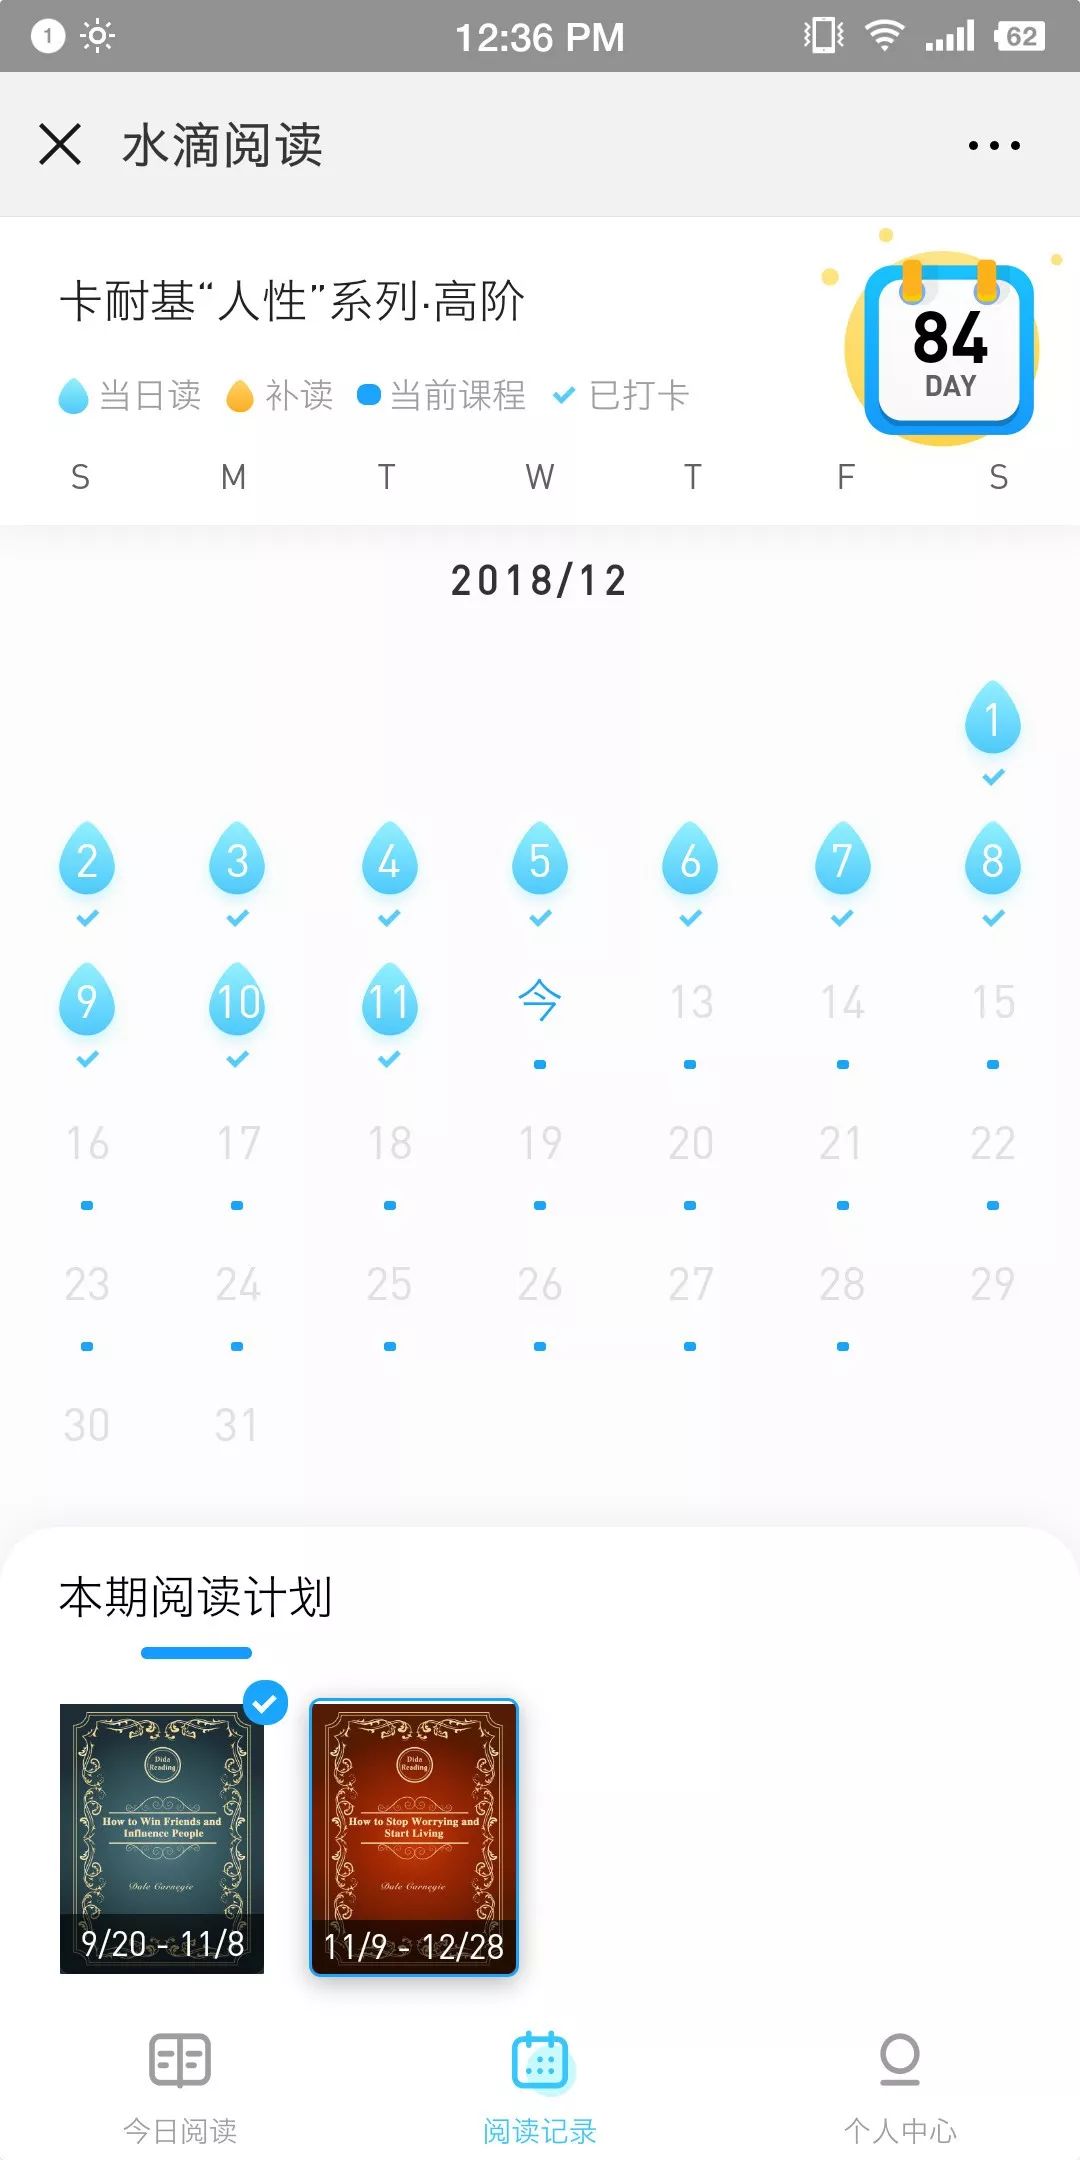 1 12:36 PM 62
水滴阅读
卡耐基“人性”系列·高阶
84
DAY
当日读 补读 当前课程 已打卡
S M T W T F S
2018/12
1
2 3 4 5 6 7 8
9 10 11 今 13 14 15
16 17 18 19 20 21 22
23 24 25 26 27 28 29
30 31
本期阅读计划
Dida
Reading
How to Win Friends and
Influence People
Dale Carnegie
9/20 - 11/8
Dida
Reading
How to Stop Worrying and
Start Living
Dale Carnegie
11/9 - 12/28
今日阅读 阅读记录 个人中心